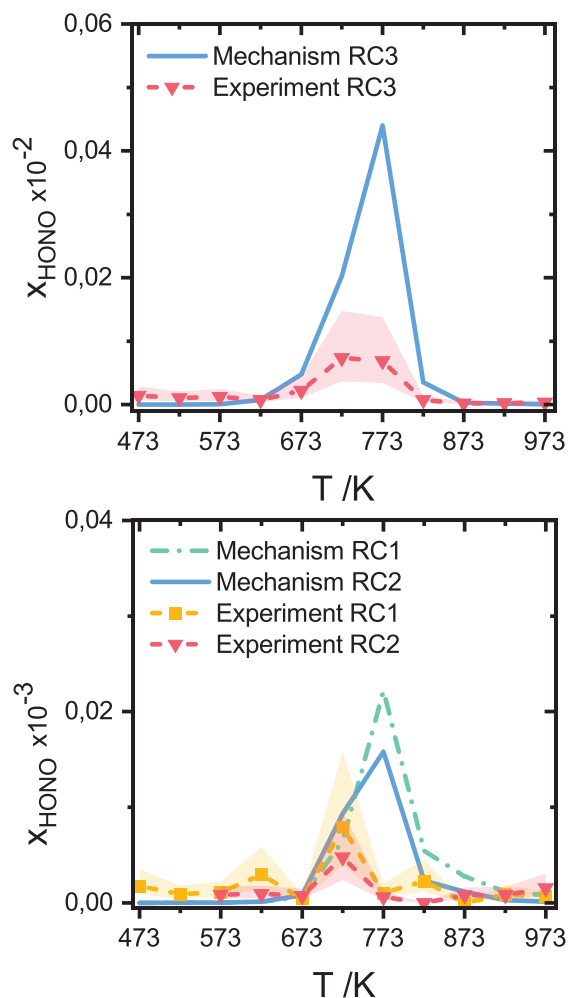 0,06
Mechanism RC3
Experiment RC3
0,04
0,02
0,00
xHONO x10-2
473 573 673 773 873 973
T /K
0,04
Mechanism RC1
Mechanism RC2
Experiment RC1
Experiment RC2
0,02
0,00
xHONO x10-3
473 573 673 773 873 973
T /K